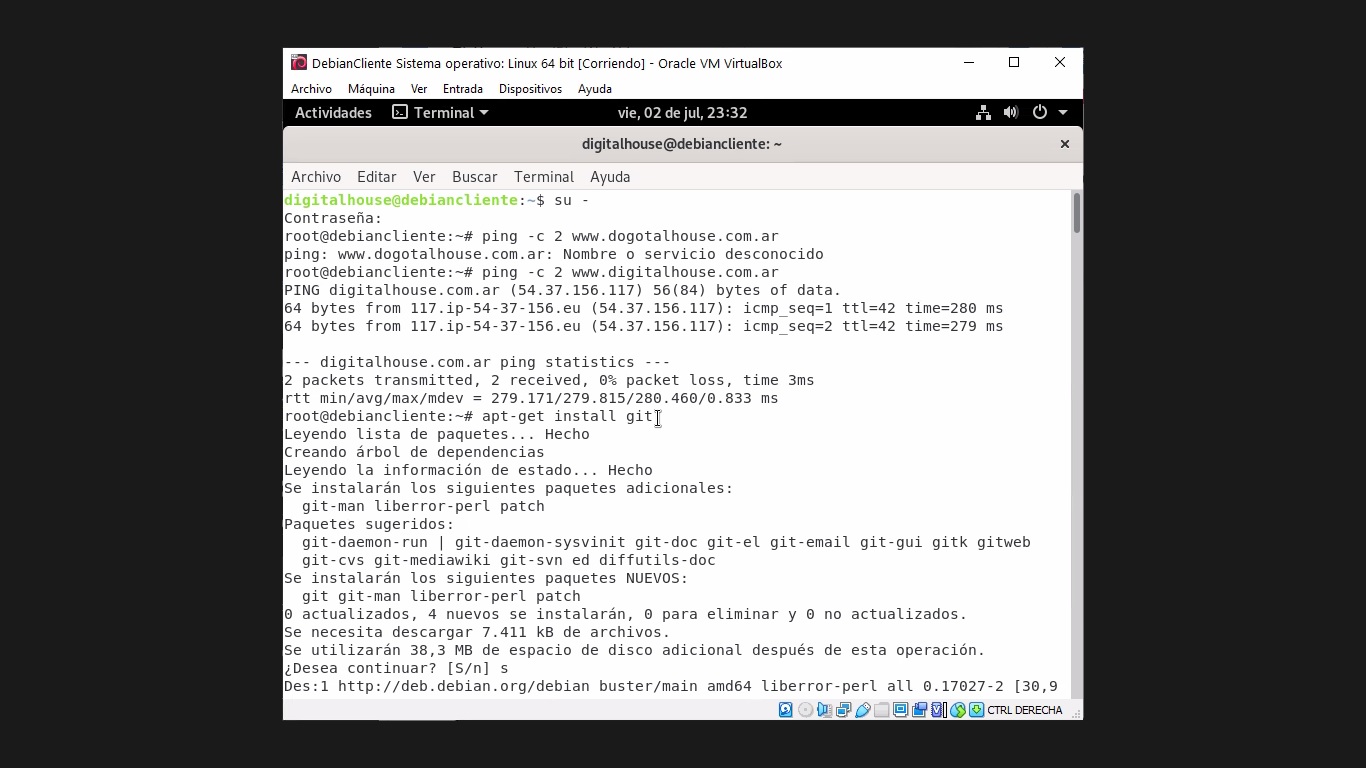 DebianCliente Sistema operativo: Linux 64 bit [Corriendo] - Oracle VM VirtualBox
Archivo Máquina Ver Entrada Dispositivos Ayuda
Actividades Terminal vie, 02 de jul, 23:32
digitalhouse@debiancliente: ~
Archivo Editar Ver Buscar Terminal Ayuda
digitalhouse@debiancliente:~$ su -
Contraseña:
root@debiancliente:~# ping -c 2 www.dogotalhouse.com.ar
ping: www.dogotalhouse.com.ar: Nombre o servicio desconocido
root@debiancliente:~# ping -c 2 www.digitalhouse.com.ar
PING digitalhouse.com.ar (54.37.156.117) 56(84) bytes of data.
64 bytes from 117.ip-54-37-156.eu (54.37.156.117): icmp_seq=1 ttl=42 time=280 ms
64 bytes from 117.ip-54-37-156.eu (54.37.156.117): icmp_seq=2 ttl=42 time=279 ms
--- digitalhouse.com.ar ping statistics ---
2 packets transmitted, 2 received, 0% packet loss, time 3ms
rtt min/avg/max/mdev = 279.171/279.815/280.460/0.833 ms
root@debiancliente:~# apt-get install git
Leyendo lista de paquetes... Hecho
Creando árbol de dependencias
Leyendo la información de estado... Hecho
Se instalarán los siguientes paquetes adicionales:
git-man liberror-perl patch
Paquetes sugeridos:
git-daemon-run | git-daemon-sysvinit git-doc git-el git-email git-gui gitk gitweb
git-cvs git-mediawiki git-svn ed diffutils-doc
Se instalarán los siguientes paquetes NUEVOS:
git git-man liberror-perl patch
0 actualizados, 4 nuevos se instalarán, 0 para eliminar y 0 no actualizados.
Se necesita descargar 7.411 kB de archivos.
Se utilizarán 38,3 MB de espacio de disco adicional después de esta operación.
¿Desea continuar? [S/n] s
Des:1 http://deb.debian.org/debian buster/main amd64 liberror-perl all 0.17027-2 [30,9
CTRL DERECHA